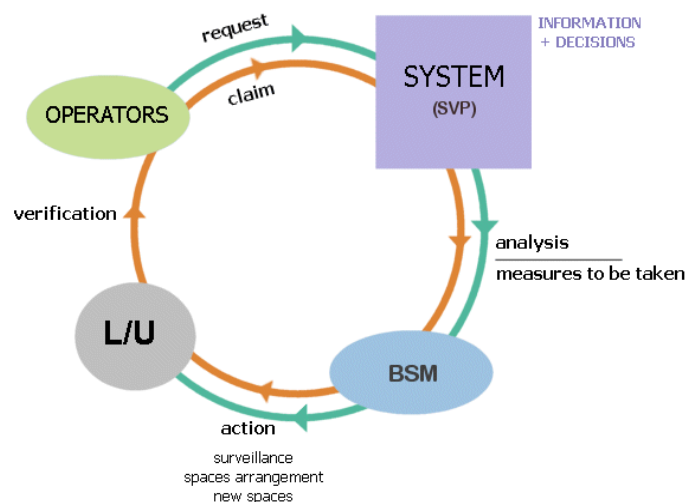 request
claim
INFORMATION
+ DECISIONS
SYSTEM
(SVP)
OPERATORS
verification
analysis
measures to be taken
L/U
BSM
action
surveillance
spaces arrangement
new spaces